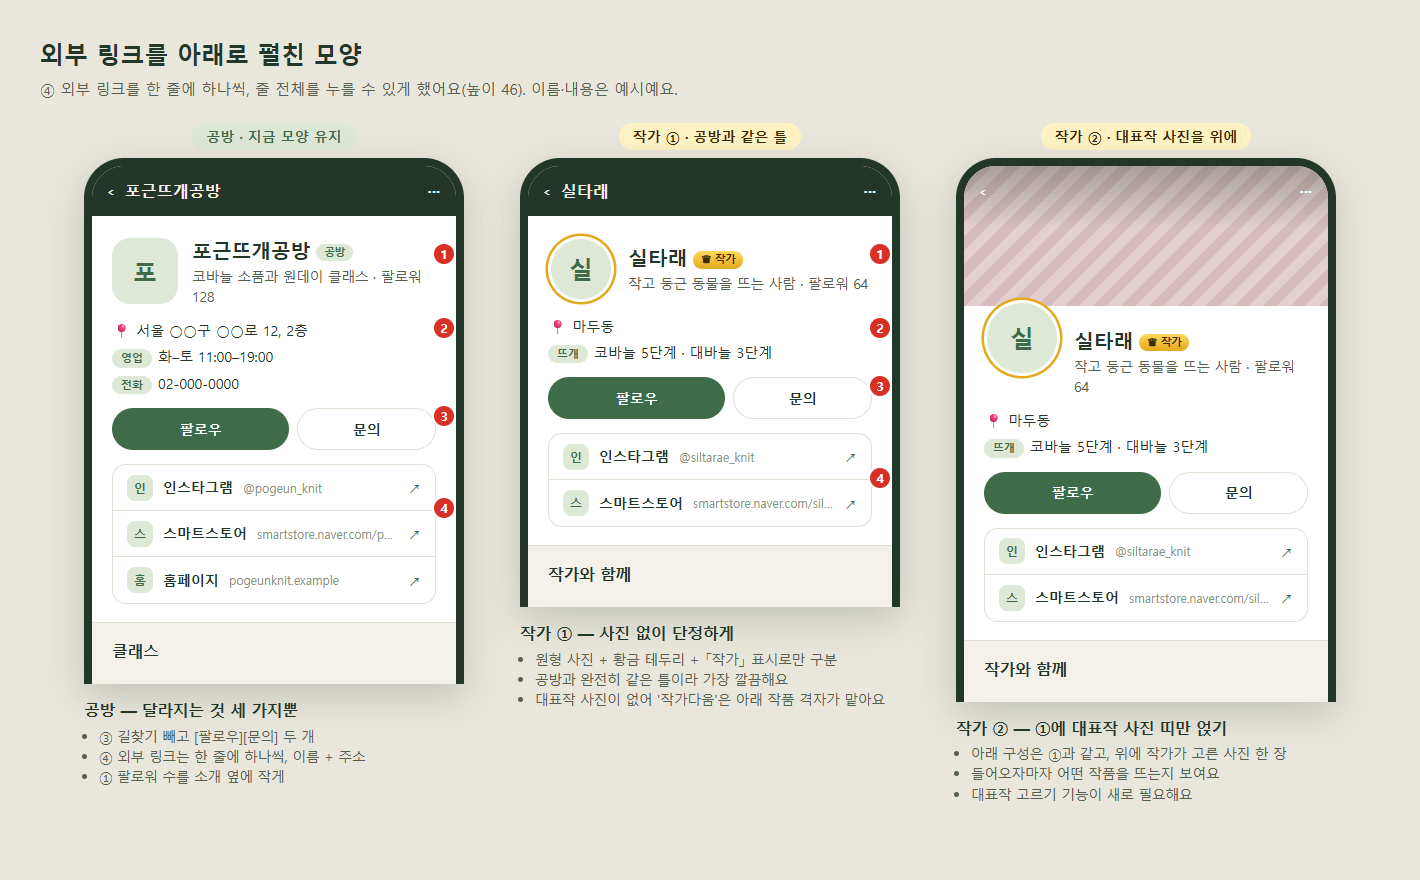 외부 링크를 아래로 펼친 모양
④ 외부 링크를 한 줄에 하나씩, 줄 전체를 누를 수 있게 했어요(높이 46). 이름·내용은 예시예요.
공방 · 지금 모양 유지
< 포근뜨개공방 ···
포
포근뜨개공방 공방
1
코바늘 소품과 원데이 클래스 · 팔로워
128
📍 서울 ○○구 ○○로 12, 2층
2
영업 화–토 11:00–19:00
전화 02-000-0000
팔로우 문의
3
인 인스타그램 @pogeun_knit ↗
4
스 스마트스토어 smartstore.naver.com/p... ↗
홈 홈페이지 pogeunknit.example ↗
클래스
공방 — 달라지는 것 세 가지뿐
• ③ 길찾기 빼고 [팔로우][문의] 두 개
• ④ 외부 링크는 한 줄에 하나씩, 이름 + 주소
• ① 팔로워 수를 소개 옆에 작게
작가 ① · 공방과 같은 틀
< 실타래 ···
실
실타래 ♛ 작가
1
작고 둥근 동물을 뜨는 사람 · 팔로워 64
📍 마두동
2
뜨개 코바늘 5단계 · 대바늘 3단계
팔로우 문의
3
인 인스타그램 @siltarae_knit ↗
4
스 스마트스토어 smartstore.naver.com/sil... ↗
작가와 함께
작가 ① — 사진 없이 단정하게
• 원형 사진 + 황금 테두리 +「작가」표시로만 구분
• 공방과 완전히 같은 틀이라 가장 깔끔해요
• 대표작 사진이 없어 '작가다움'은 아래 작품 격자가 맡아요
작가 ② · 대표작 사진을 위에
< ···
실
실타래 ♛ 작가
작고 둥근 동물을 뜨는 사람 · 팔로워
64
📍 마두동
뜨개 코바늘 5단계 · 대바늘 3단계
팔로우 문의
인 인스타그램 @siltarae_knit ↗
스 스마트스토어 smartstore.naver.com/sil... ↗
작가와 함께
작가 ② — ①에 대표작 사진 띠만 얹기
• 아래 구성은 ①과 같고, 위에 작가가 고른 사진 한 장
• 들어오자마자 어떤 작품을 뜨는지 보여요
• 대표작 고르기 기능이 새로 필요해요